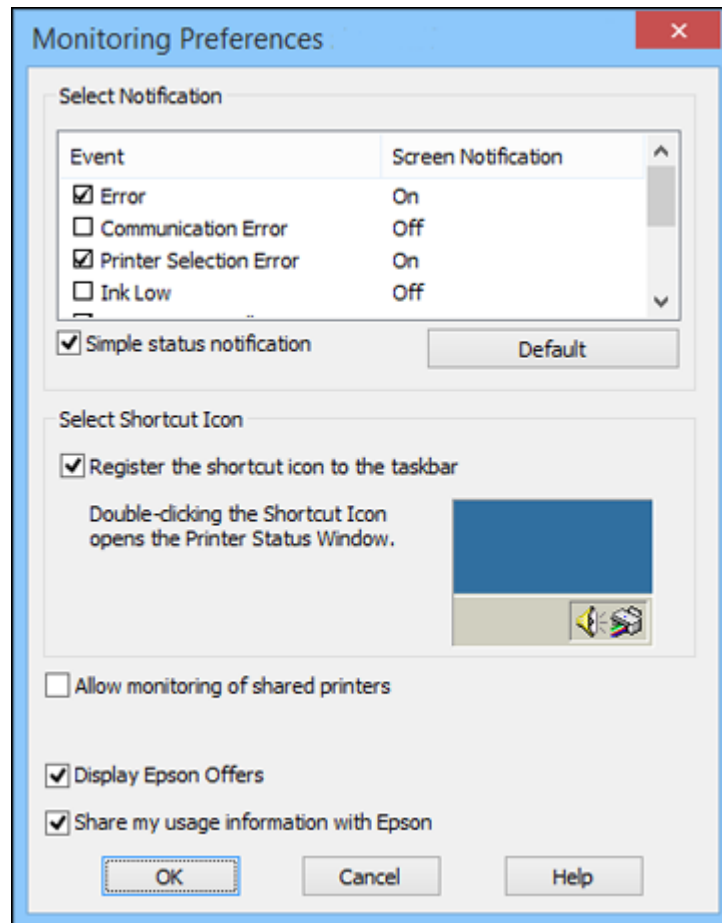 Monitoring Preferences
Select Notification
Event Screen Notification
Error On
Communication Error Off
Printer Selection Error On
Ink Low Off
Simple status notification Default
Select Shortcut Icon
Register the shortcut icon to the taskbar
Double-clicking the Shortcut Icon
opens the Printer Status Window.
Allow monitoring of shared printers
Display Epson Offers
Share my usage information with Epson
OK Cancel Help